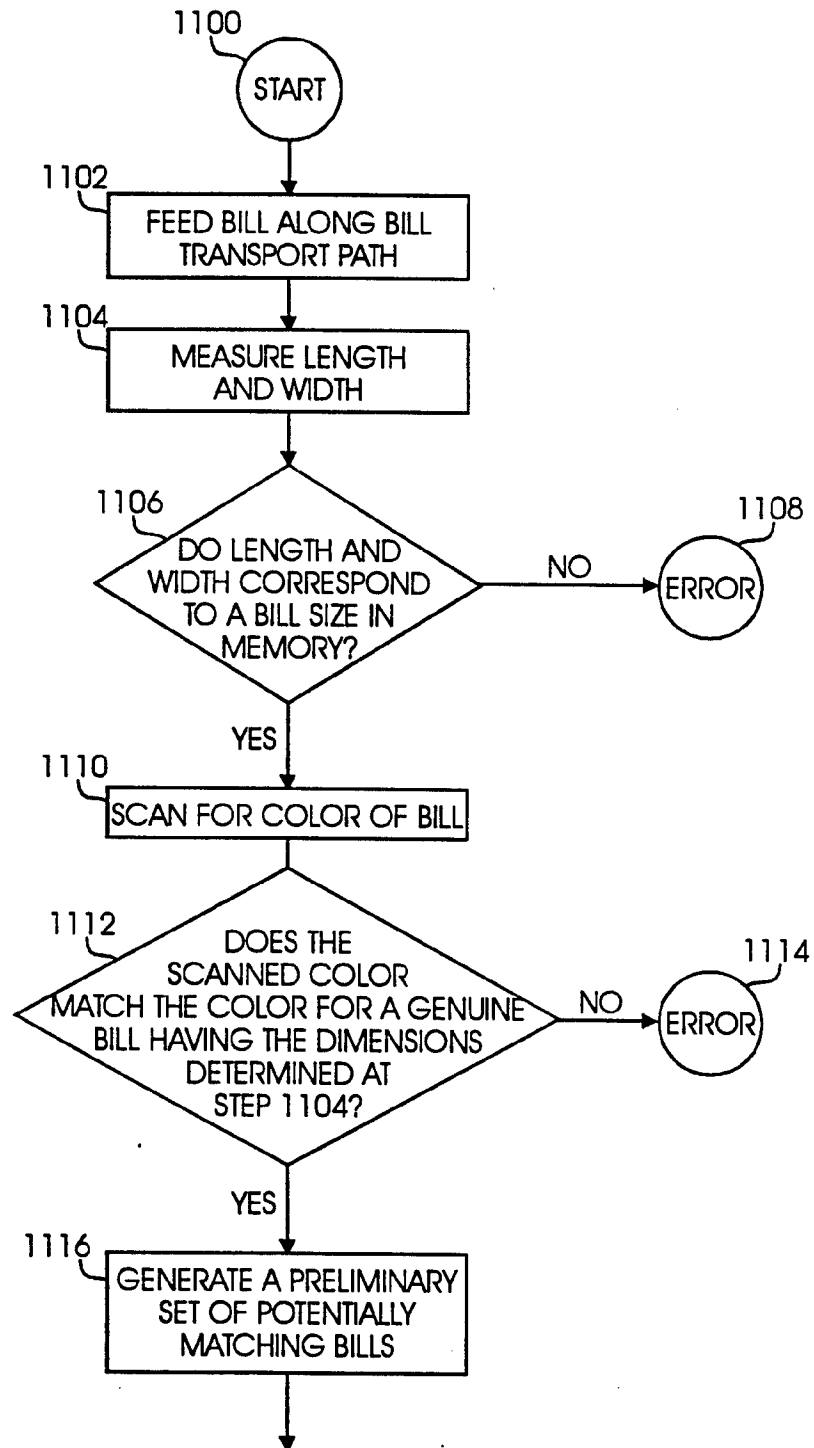 1100
START
1102
FEED BILL ALONG BILL
TRANSPORT PATH
1104
MEASURE LENGTH
AND WIDTH
1106
DO LENGTH AND
WIDTH CORRESPOND
TO A BILL SIZE IN
MEMORY?
NO
1108
ERROR
YES
1110
SCAN FOR COLOR OF BILL
1112
DOES THE
SCANNED COLOR
MATCH THE COLOR FOR A GENUINE
BILL HAVING THE DIMENSIONS
DETERMINED AT
STEP 1104?
NO
1114
ERROR
YES
1116
GENERATE A PRELIMINARY
SET OF POTENTIALLY
MATCHING BILLS